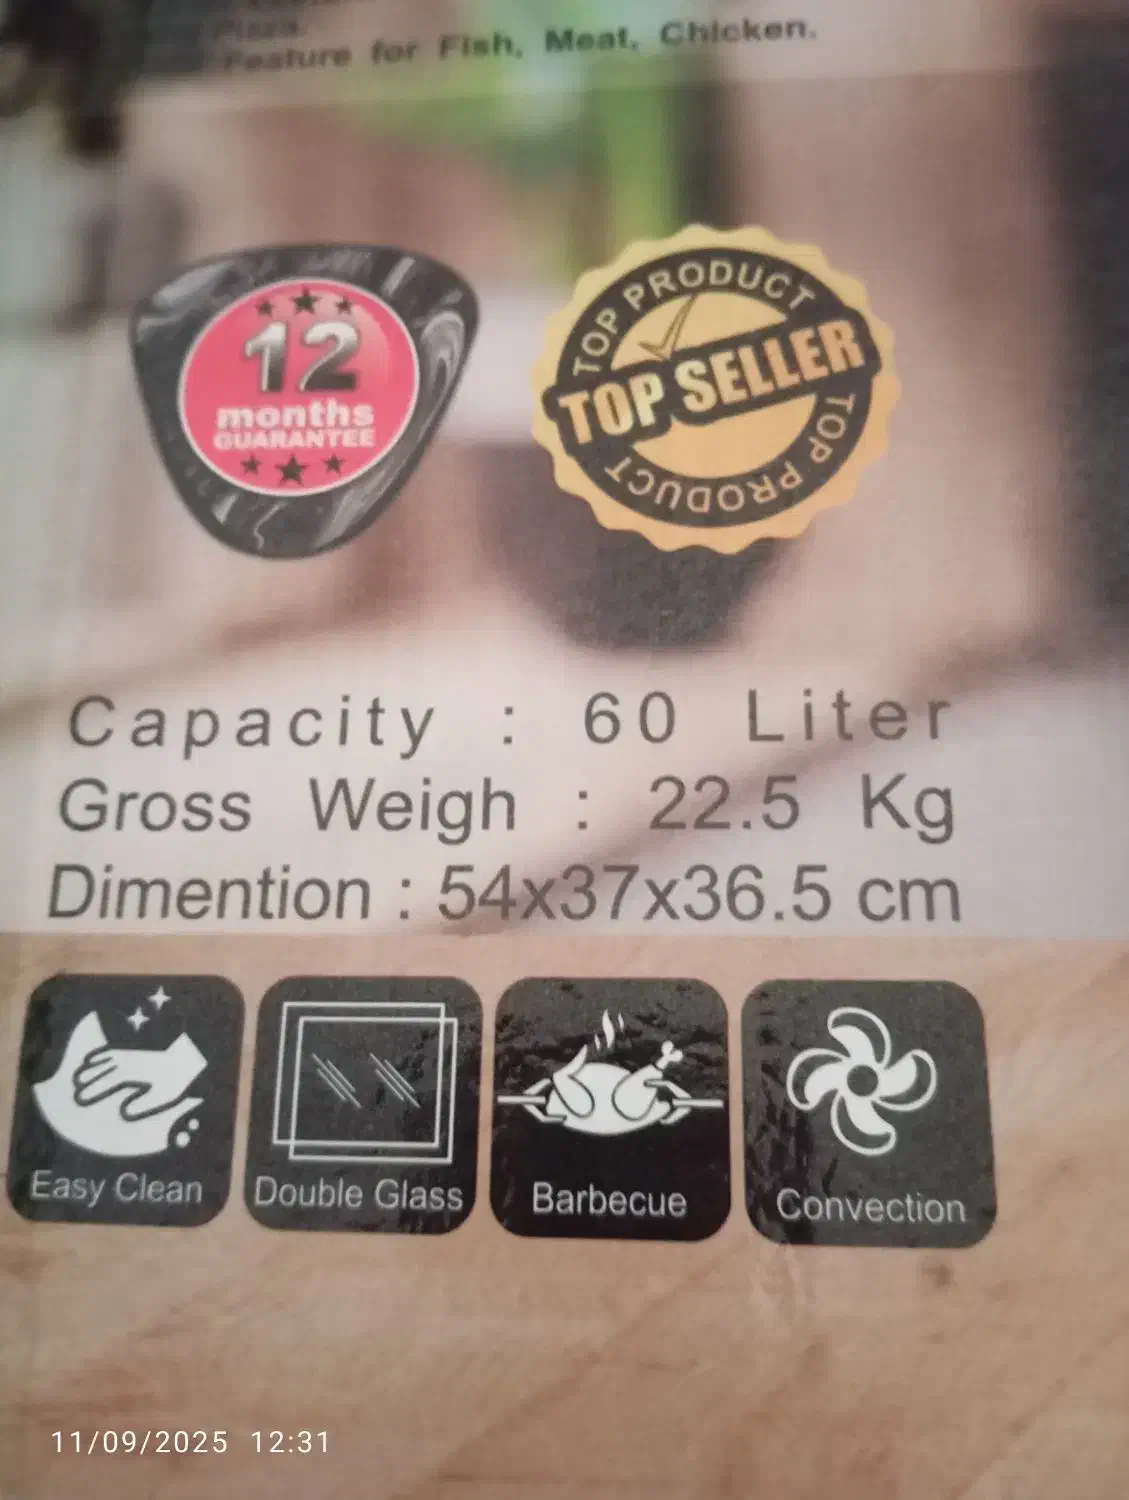 Pizza.
Feature for Fish, Meat, Chicken.
12
months
GUARANTEE
TOP PRODUCT
TOP SELLER
TOP PRODUCT
Capacity : 60 Liter
Gross Weigh : 22.5 Kg
Dimention : 54x37x36.5 cm
Easy Clean
Double Glass
Barbecue
Convection
11/09/2025 12:31